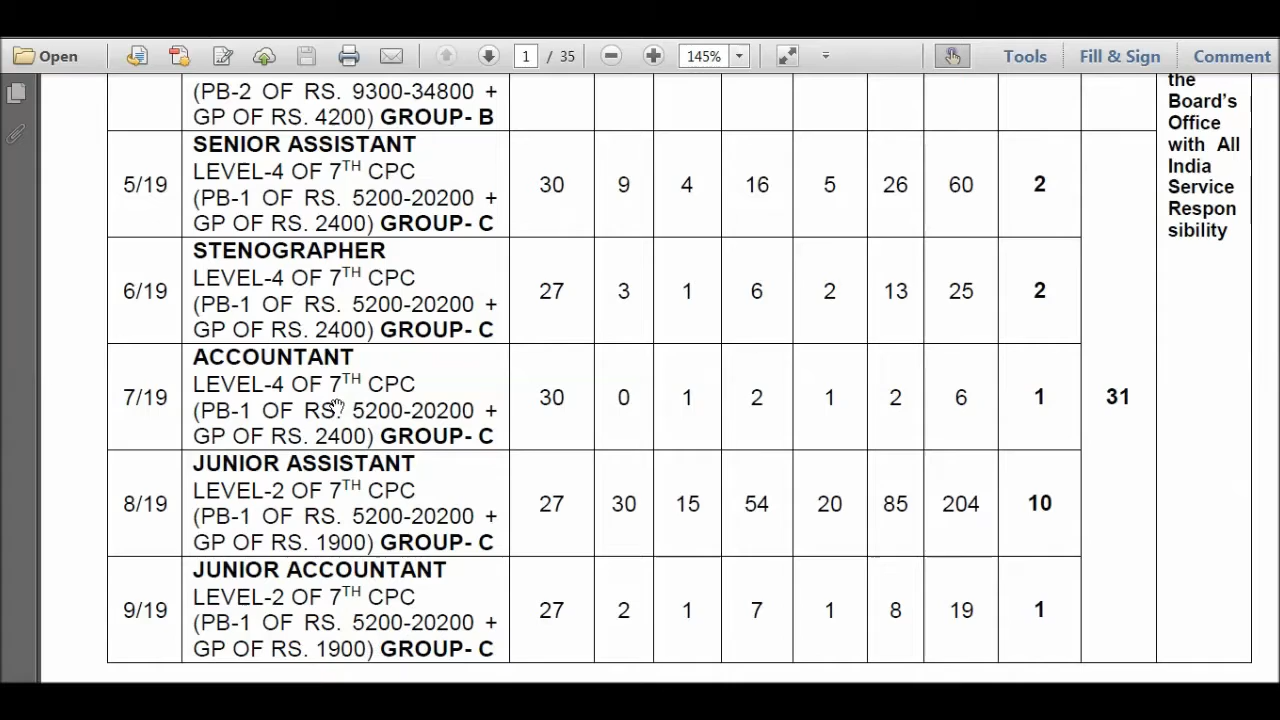 Open
1 / 35
145%
Tools
Fill & Sign
Comment
(PB-2 OF RS. 9300-34800 +
GP OF RS. 4200) GROUP- B
the
Board's
Office
with All
India
Service
Respon
sibility
5/19
SENIOR ASSISTANT
LEVEL-4 OF 7TH CPC
(PB-1 OF RS. 5200-20200 +
GP OF RS. 2400) GROUP- C
30 9 4 16 5 26 60 2
6/19
STENOGRAPHER
LEVEL-4 OF 7TH CPC
(PB-1 OF RS. 5200-20200 +
GP OF RS. 2400) GROUP- C
27 3 1 6 2 13 25 2
7/19
ACCOUNTANT
LEVEL-4 OF 7TH CPC
(PB-1 OF RS. 5200-20200 +
GP OF RS. 2400) GROUP- C
30 0 1 2 1 2 6 1 31
8/19
JUNIOR ASSISTANT
LEVEL-2 OF 7TH CPC
(PB-1 OF RS. 5200-20200 +
GP OF RS. 1900) GROUP- C
27 30 15 54 20 85 204 10
9/19
JUNIOR ACCOUNTANT
LEVEL-2 OF 7TH CPC
(PB-1 OF RS. 5200-20200 +
GP OF RS. 1900) GROUP- C
27 2 1 7 1 8 19 1